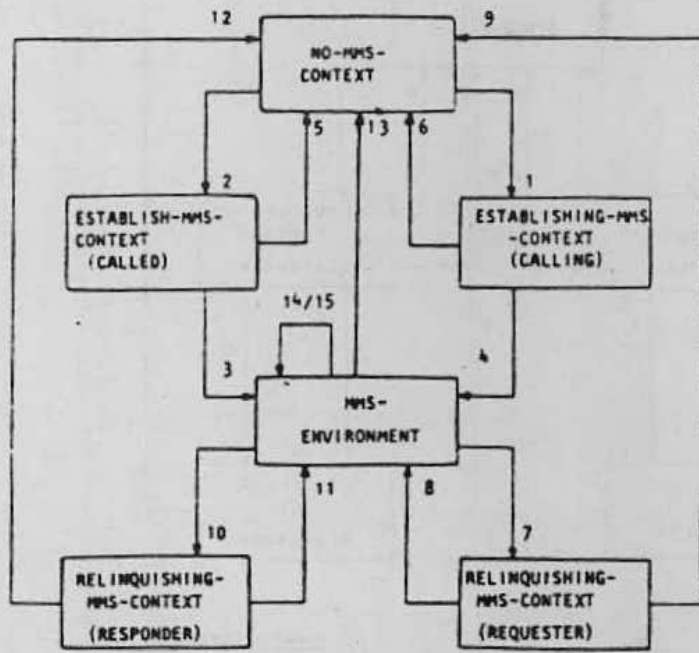 12
9
NO-MMS-
CONTEXT
5
13
6
2
1
ESTABLISH-MMS-
CONTEXT
(CALLED)
ESTABLISHING-MMS
-CONTEXT
(CALLING)
14/15
3
4
MMS-
ENVIRONMENT
11
8
10
7
RELINQUISHING-
MMS-CONTEXT
(RESPONDER)
RELINQUISHING-
MMS-CONTEXT
(REQUESTER)